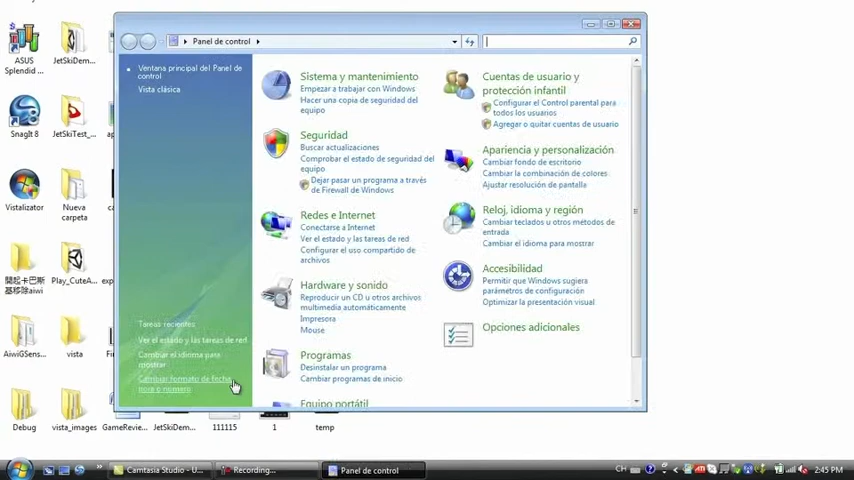 ASUS
Splendid ...
JetSkiDem...
SnagIt 8
JetSkiTest_...
Vistalizator
Nueva
carpeta
Play_CuteA...
AiwiGSens...
vista
Debug
vista_images
GameRevie...
JetSkiDem...
111115
1
temp
Panel de control
Ventana principal del Panel de
control
Vista clásica
Tareas recientes
Ver el estado y las tareas de red
Cambiar el idioma para
mostrar
Cambiar formato de fecha,
hora o número
Sistema y mantenimiento
Empezar a trabajar con Windows
Hacer una copia de seguridad del
equipo
Seguridad
Buscar actualizaciones
Comprobar el estado de seguridad del
equipo
Dejar pasar un programa a través
de Firewall de Windows
Redes e Internet
Conectarse a Internet
Ver el estado y las tareas de red
Configurar el uso compartido de
archivos
Hardware y sonido
Reproducir un CD u otros archivos
multimedia automáticamente
Impresora
Mouse
Programas
Desinstalar un programa
Cambiar programas de inicio
Equipo portátil
Cuentas de usuario y
protección infantil
Configurar el Control parental para
todos los usuarios
Agregar o quitar cuentas de usuario
Apariencia y personalización
Cambiar fondo de escritorio
Cambiar la combinación de colores
Ajustar resolución de pantalla
Reloj, idioma y región
Cambiar teclados u otros métodos de
entrada
Cambiar el idioma para mostrar
Accesibilidad
Permitir que Windows sugiera
parámetros de configuración
Optimizar la presentación visual
Opciones adicionales
Camtasia Studio - U...
Recording...
Panel de control
CH
2:45 PM